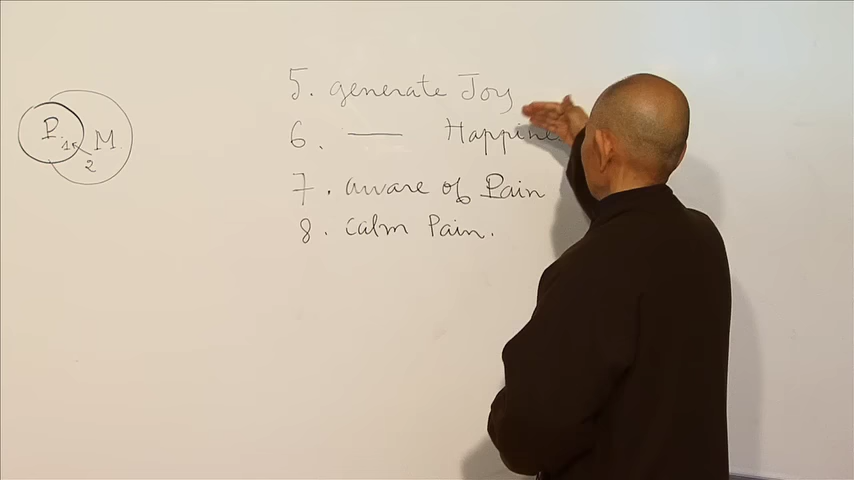 5. generate Joy
6. — Happine
7. aware of Pain
8. calm Pain.
P 1
M
2